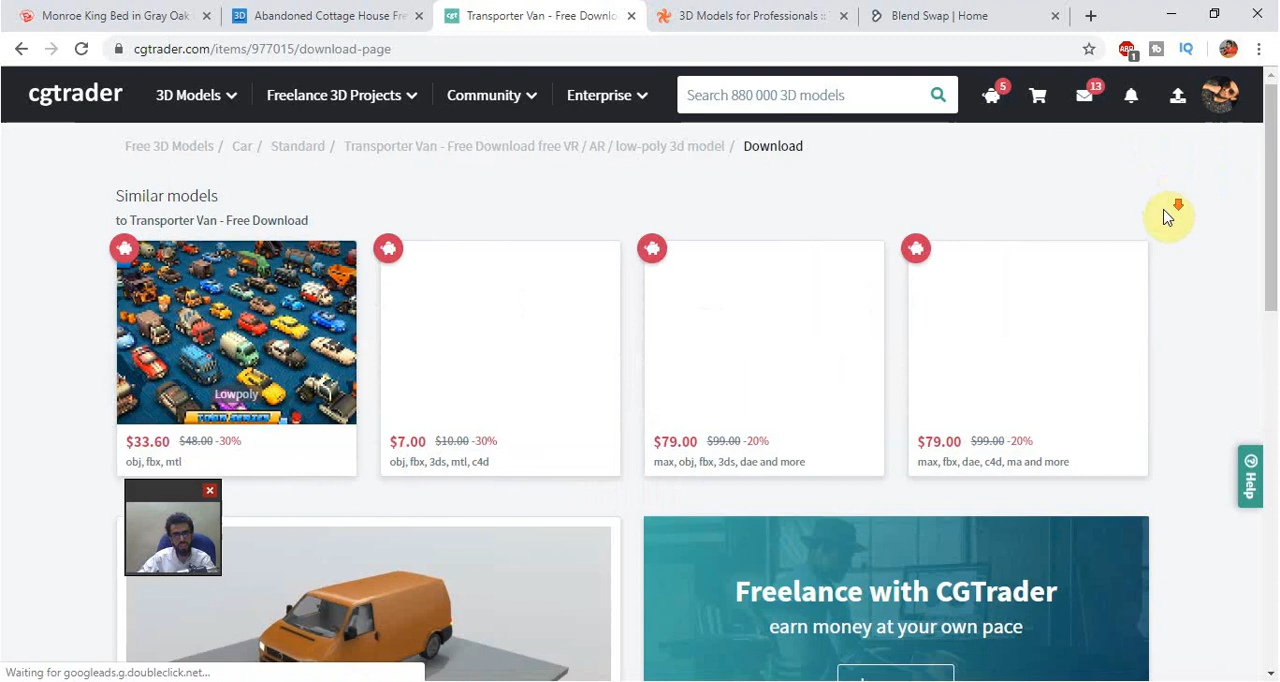 Monroe King Bed in Gray Oak
Abandoned Cottage House Fre
Transporter Van - Free Downlo
3D Models for Professionals ::
Blend Swap | Home
cgtrader.com/items/977015/download-page
ABP
1
IQ
cgtrader
3D Models
Freelance 3D Projects
Community
Enterprise
Search 880 000 3D models
5
13
Free 3D Models / Car / Standard / Transporter Van - Free Download free VR / AR / low-poly 3d model / Download
Similar models
to Transporter Van - Free Download
Lowpoly
$33.60 $48.00 -30%
obj, fbx, mtl
$7.00 $10.00 -30%
obj, fbx, 3ds, mtl, c4d
$79.00 $99.00 -20%
max, obj, fbx, 3ds, dae and more
$79.00 $99.00 -20%
max, fbx, dae, c4d, ma and more
Help
Freelance with CGTrader
earn money at your own pace
Waiting for googleads.g.doubleclick.net...